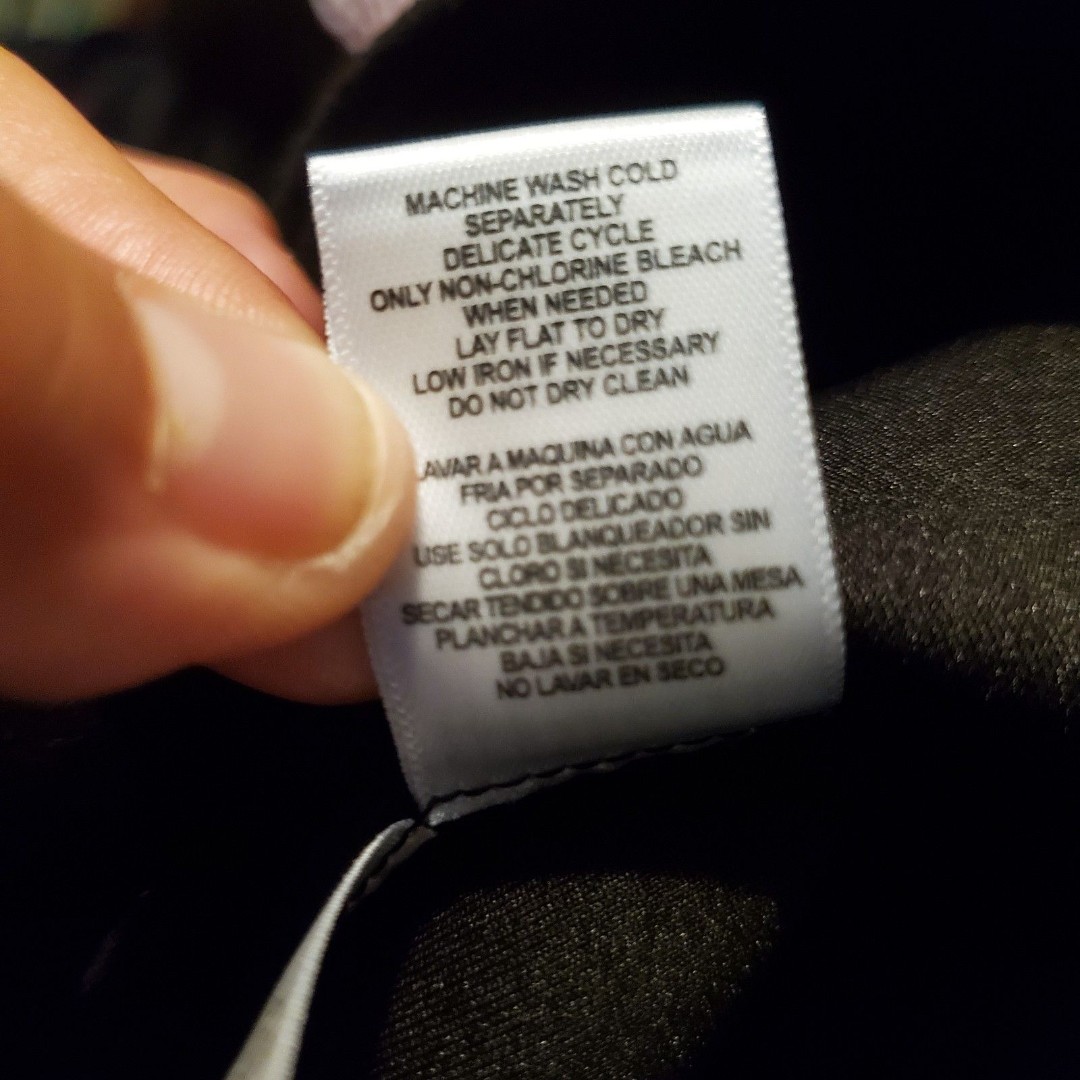 MACHINE WASH COLD
SEPARATELY
DELICATE CYCLE
ONLY NON-CHLORINE BLEACH
WHEN NEEDED
LAY FLAT TO DRY
LOW IRON IF NECESSARY
DO NOT DRY CLEAN
LAVAR A MAQUINA CON AGUA
FRIA POR SEPARADO
CICLO DELICADO
USE SOLO BLANQUEADOR SIN
CLORO SI NECESITA
SECAR TENDIDO SOBRE UNA MESA
PLANCHAR A TEMPERATURA
BAJA SI NECESITA
NO LAVAR EN SECO